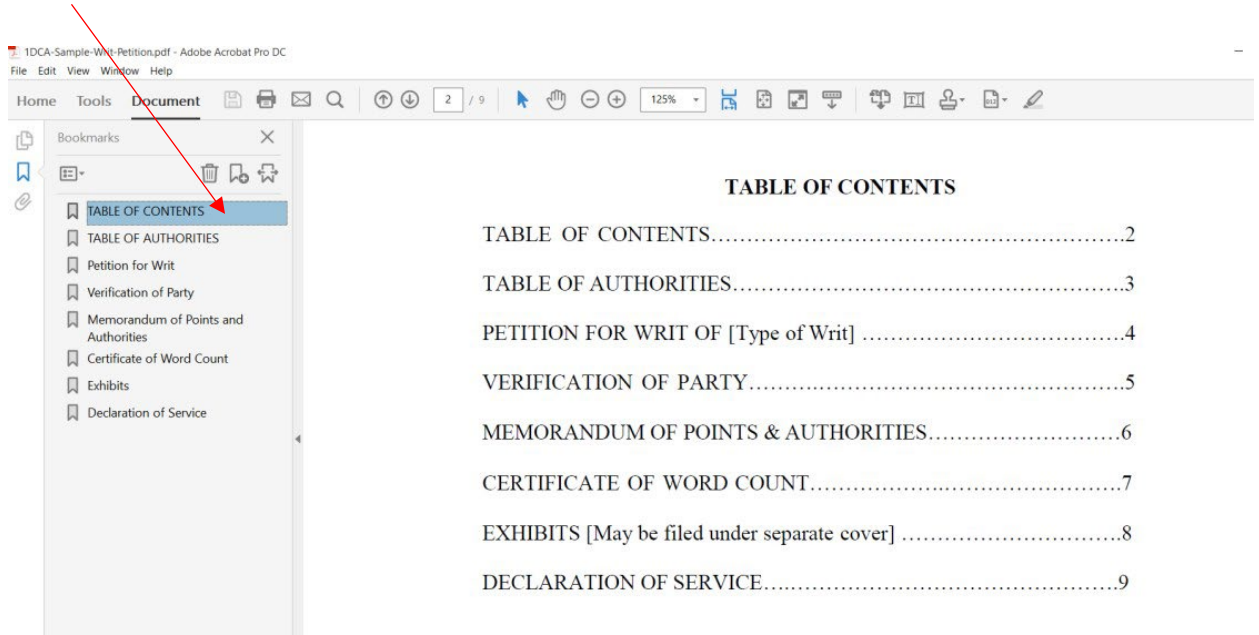 1DCA-Sample-Writ-Petition.pdf - Adobe Acrobat Pro DC
File Edit View Window Help
Home Tools Document 2 / 9 125%
Bookmarks
TABLE OF CONTENTS
TABLE OF AUTHORITIES
Petition for Writ
Verification of Party
Memorandum of Points and
Authorities
Certificate of Word Count
Exhibits
Declaration of Service
TABLE OF CONTENTS
TABLE OF CONTENTS……………………………………………….2
TABLE OF AUTHORITIES……………………………………………….3
PETITION FOR WRIT OF [Type of Writ] ……………………………….4
VERIFICATION OF PARTY…………………………………………….5
MEMORANDUM OF POINTS & AUTHORITIES………………………6
CERTIFICATE OF WORD COUNT…………………………………….7
EXHIBITS [May be filed under separate cover] ………………………….8
DECLARATION OF SERVICE………………………………………….9